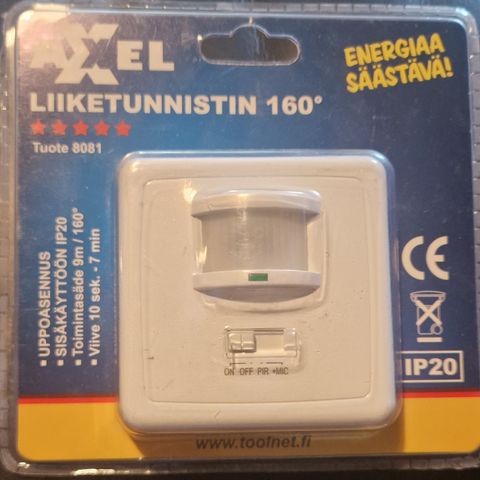 AXXEL
ENERGIAA
SÄÄSTÄVÄ!
LIIKETUNNISTIN 160°
Tuote 8081
▪ UPPOASENNUS
▪ SISÄKÄYTTÖÖN IP20
▪ Toimintasäde 9m / 160°
▪ Viive 10 sek. - 7 min
CE
ON OFF PIR +MIC
IP20
www.toolnet.fi